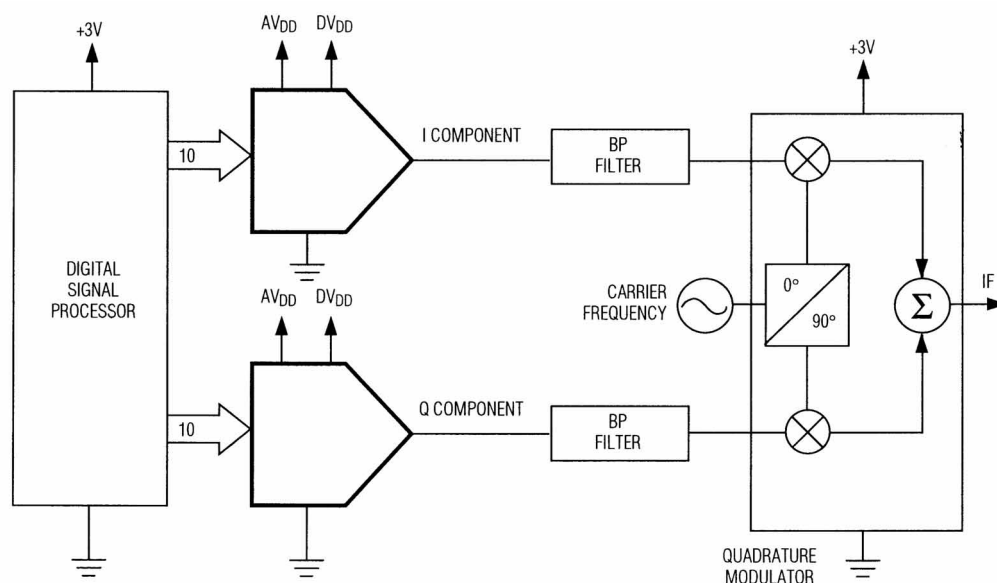 +3V
AVDD DVDD
+3V
10
I COMPONENT
BP
FILTER
DIGITAL
SIGNAL
PROCESSOR
AVDD DVDD
CARRIER
FREQUENCY
0°
90°
Σ
IF
10
Q COMPONENT
BP
FILTER
QUADRATURE
MODULATOR